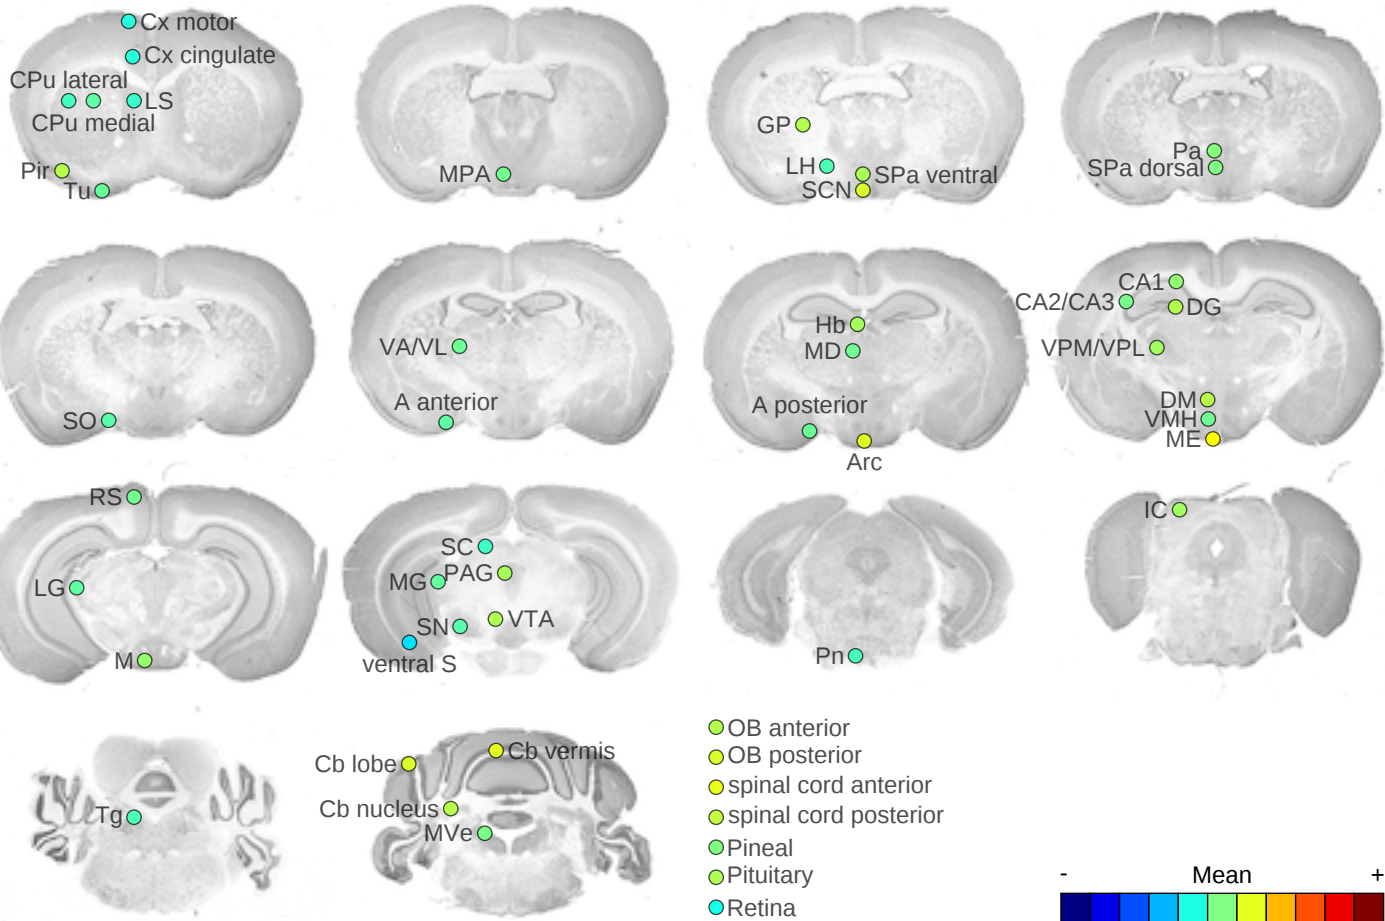 Cx motor
Cx cingulate
CPu lateral
LS
CPu medial
Pir
Tu
MPA
GP
LH
SPa ventral
SCN
Pa
SPa dorsal
SO
VA/VL
A anterior
Hb
MD
A posterior
Arc
CA1
CA2/CA3
DG
VPM/VPL
DM
VMH
ME
RS
LG
M
SC
MG
PAG
SN
VTA
ventral S
Pn
IC
Tg
Cb lobe
Cb vermis
Cb nucleus
MVe
OB anterior
OB posterior
spinal cord anterior
spinal cord posterior
Pineal
Pituitary
Retina
- Mean +